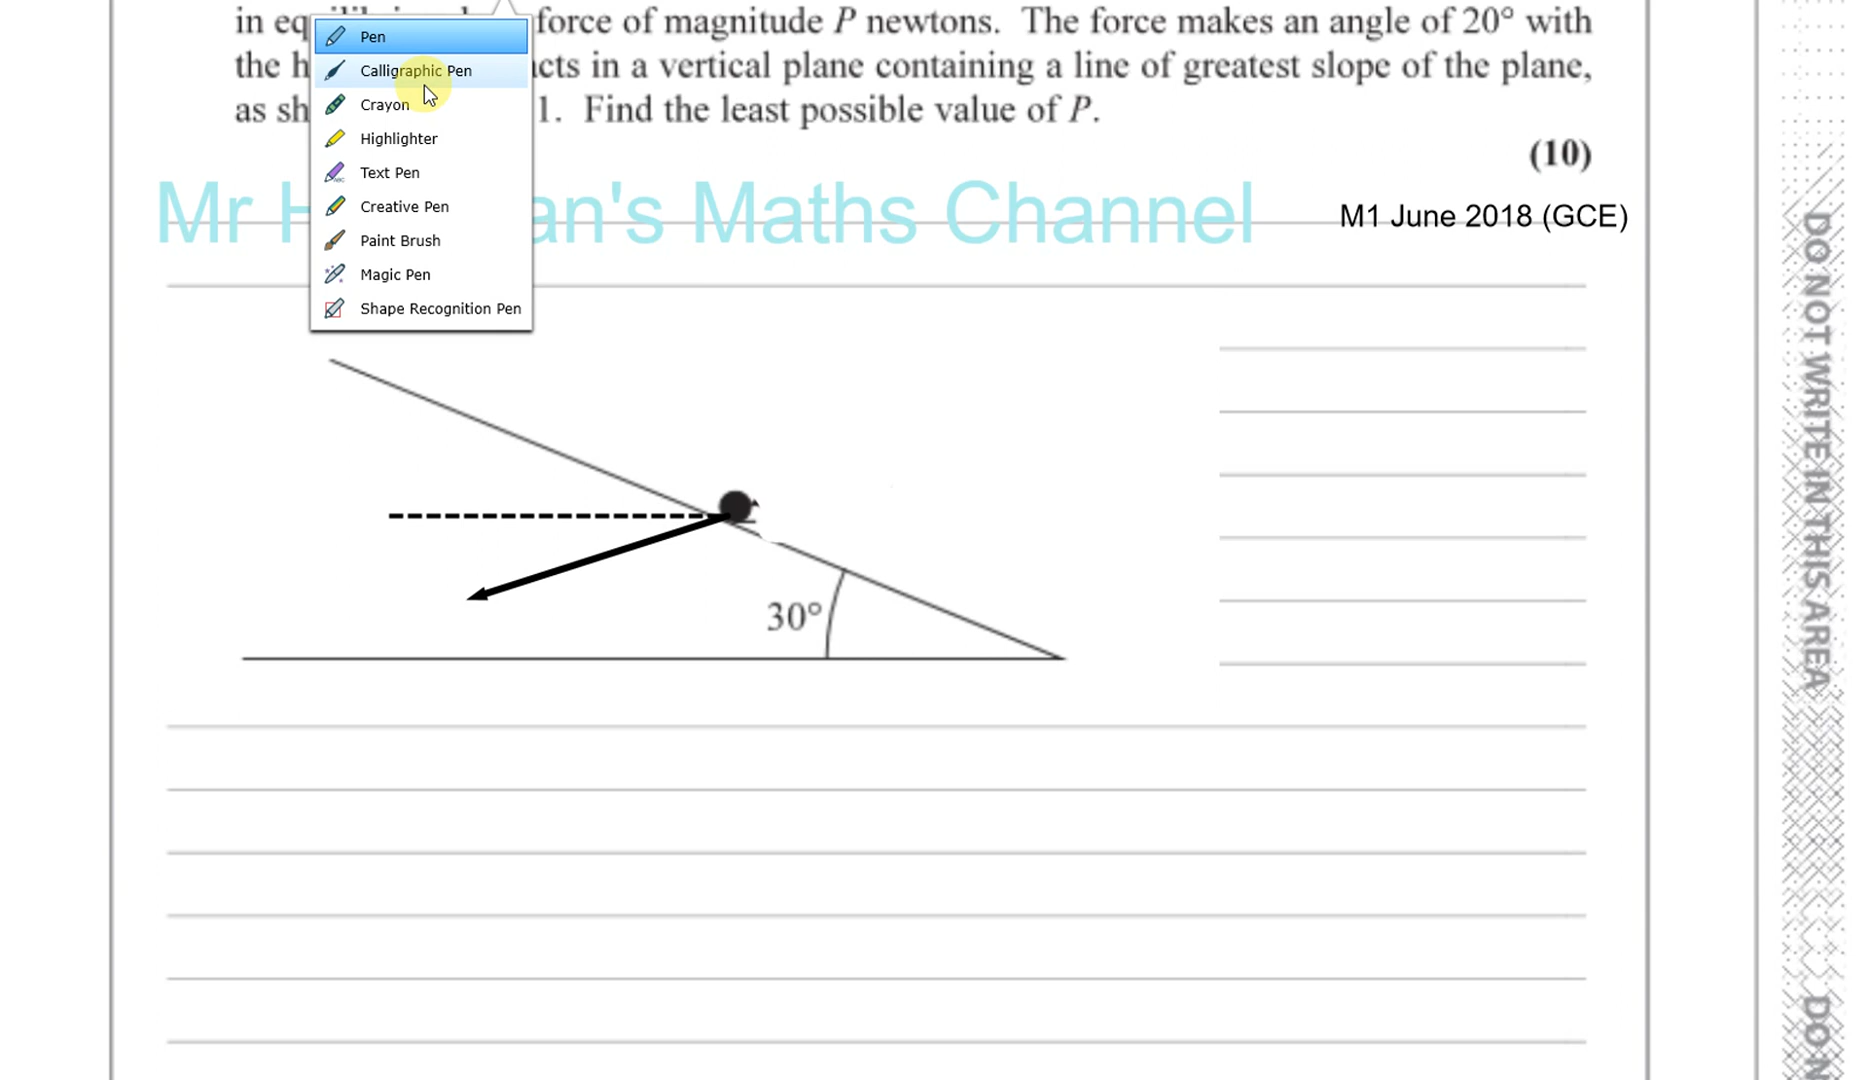 in eq force of magnitude P newtons. The force makes an angle of 20° with
the h acts in a vertical plane containing a line of greatest slope of the plane,
as sh 1. Find the least possible value of P.
(10)
Pen
Calligraphic Pen
Crayon
Highlighter
Text Pen
Creative Pen
Paint Brush
Magic Pen
Shape Recognition Pen
Mr H an's Maths Channel
M1 June 2018 (GCE)
30°
DO NOT WRITE IN THIS AREA
DO N